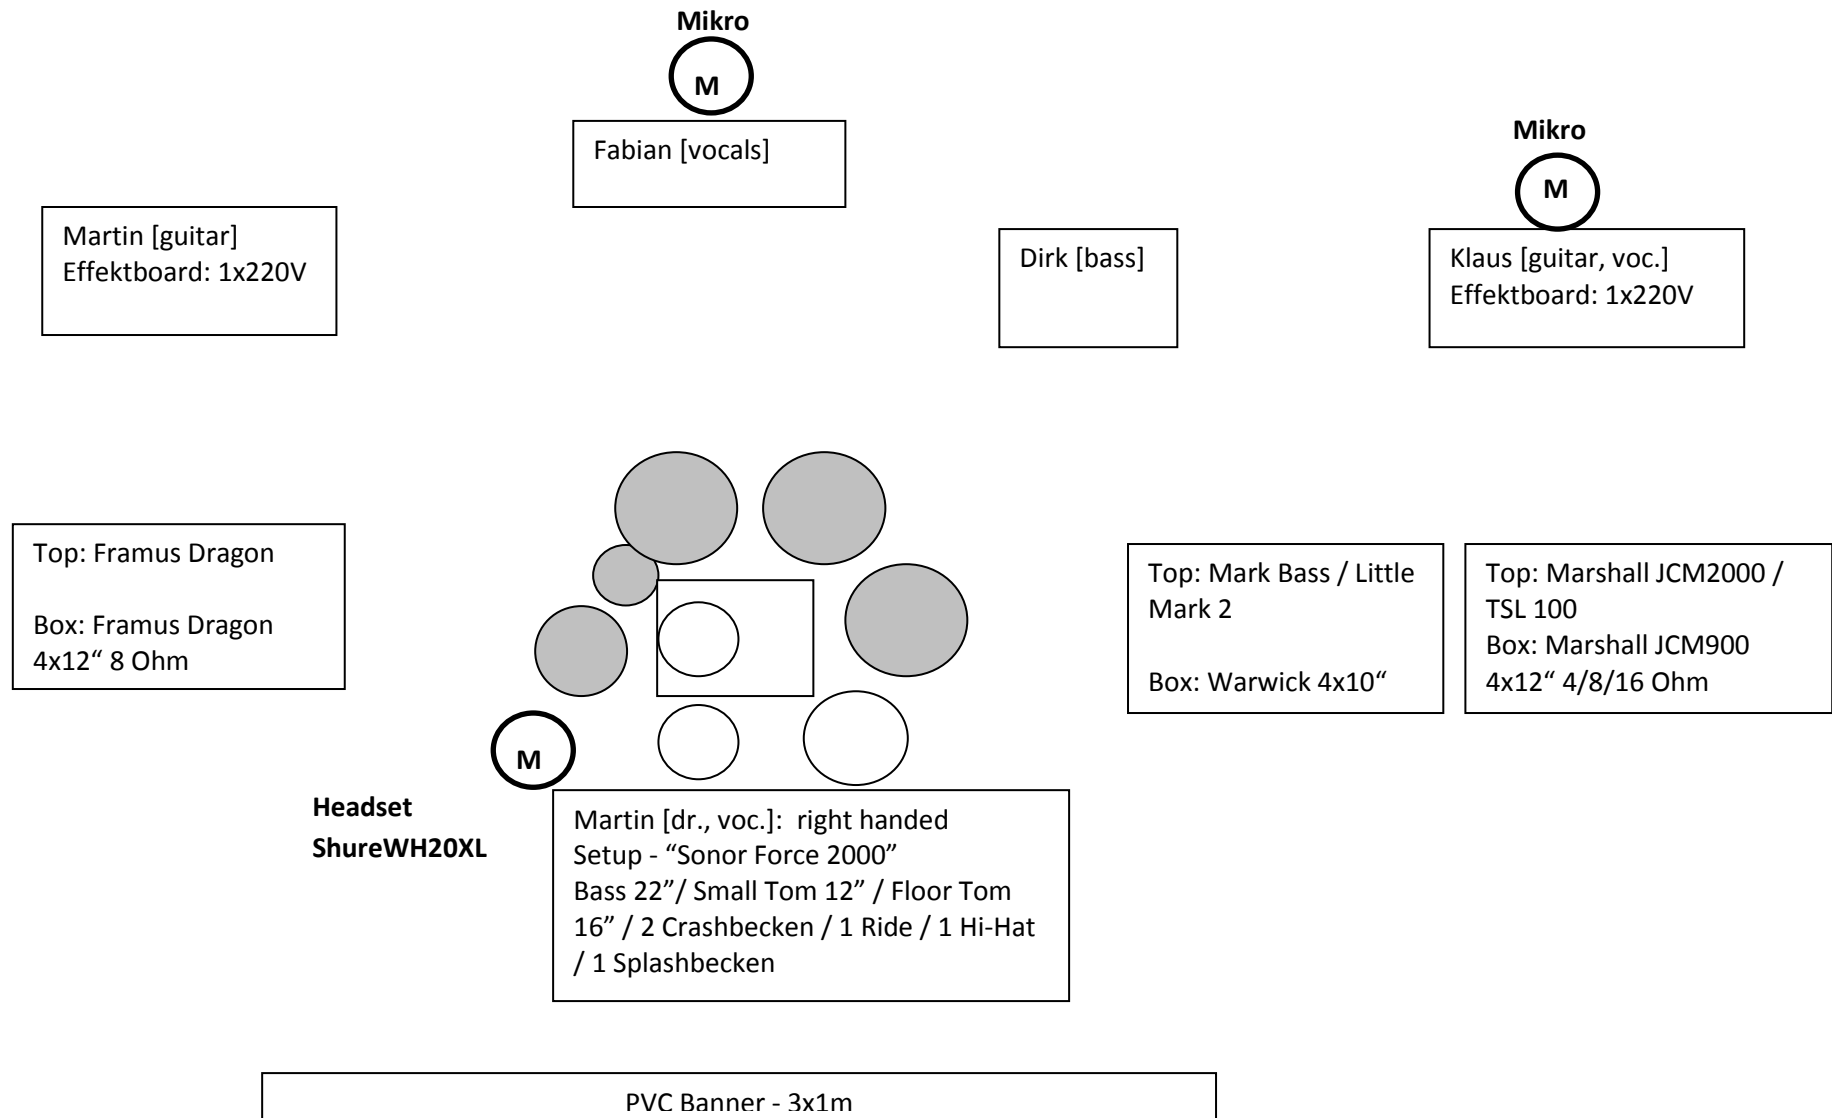 Mikro
M
Fabian [vocals]
Mikro
M
Martin [guitar]
Effektboard: 1x220V
Dirk [bass]
Klaus [guitar, voc.]
Effektboard: 1x220V
Top: Framus Dragon
Box: Framus Dragon
4x12“ 8 Ohm
Top: Mark Bass / Little
Mark 2
Box: Warwick 4x10“
Top: Marshall JCM2000 /
TSL 100
Box: Marshall JCM900
4x12“ 4/8/16 Ohm
M
Headset
ShureWH20XL
Martin [dr., voc.]:  right handed
Setup - “Sonor Force 2000”
Bass 22”/ Small Tom 12” / Floor Tom
16” / 2 Crashbecken / 1 Ride / 1 Hi-Hat
/ 1 Splashbecken
PVC Banner - 3x1m